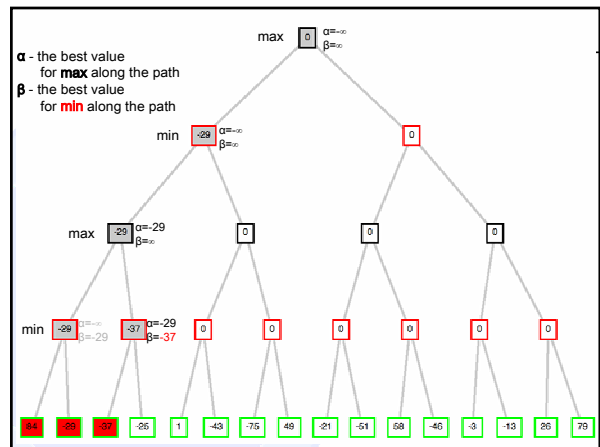 max 0 α=-∞
β=∞
α - the best value
for max along the path
β - the best value
for min along the path
min -29 α=-∞
β=∞
0
max -29 α=-29
β=∞
0 0 0
min -29 α=-∞
β=-29
-37 α=-29
β=-37
0 0 0 0 0 0
84 -29 -37 -25 1 -43 -75 49 -21 -51 58 -46 -3 -13 26 79